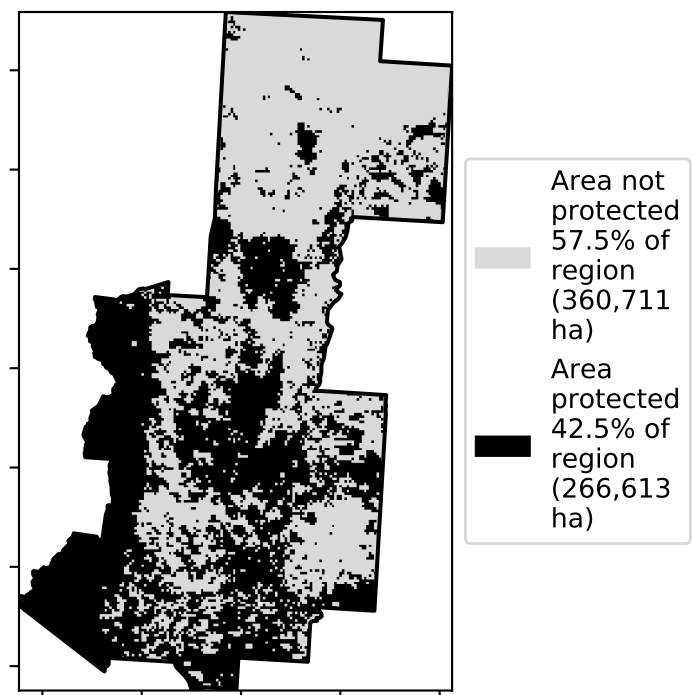 Area not
protected
57.5% of
region
(360,711
ha)
Area
protected
42.5% of
region
(266,613
ha)